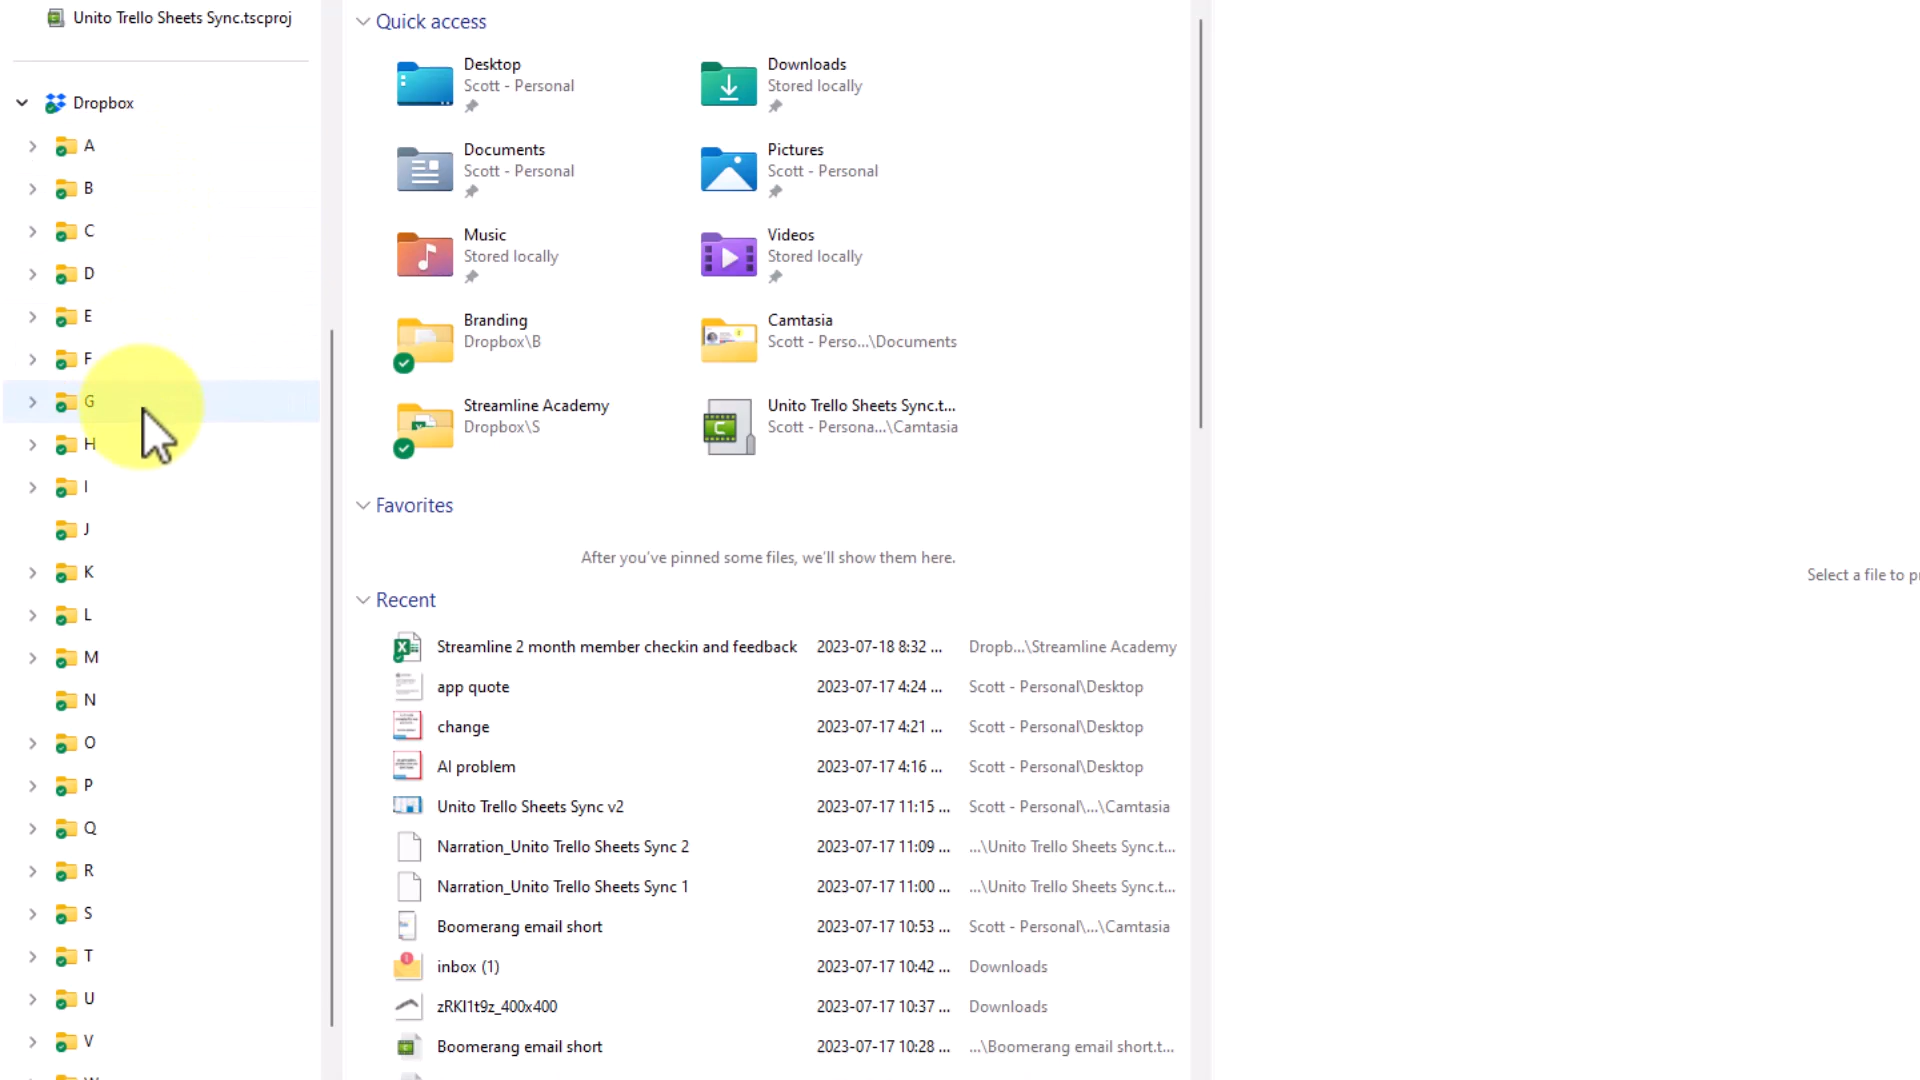 Unito Trello Sheets Sync.tscproj
Dropbox
A
B
C
D
E
F
G
H
I
J
K
L
M
N
O
P
Q
R
S
T
U
V
Quick access
Desktop
Scott - Personal
Downloads
Stored locally
Documents
Scott - Personal
Pictures
Scott - Personal
Music
Stored locally
Videos
Stored locally
Branding
Dropbox\B
Camtasia
Scott - Perso...\Documents
Streamline Academy
Dropbox\S
Unito Trello Sheets Sync.t...
Scott - Persona...\Camtasia
Favorites
After you've pinned some files, we'll show them here.
Recent
Streamline 2 month member checkin and feedback 2023-07-18 8:32 ... Dropb...\Streamline Academy
app quote 2023-07-17 4:24 ... Scott - Personal\Desktop
change 2023-07-17 4:21 ... Scott - Personal\Desktop
AI problem 2023-07-17 4:16 ... Scott - Personal\Desktop
Unito Trello Sheets Sync v2 2023-07-17 11:15 ... Scott - Personal\...\Camtasia
Narration_Unito Trello Sheets Sync 2 2023-07-17 11:09 ... ...\Unito Trello Sheets Sync.t...
Narration_Unito Trello Sheets Sync 1 2023-07-17 11:00 ... ...\Unito Trello Sheets Sync.t...
Boomerang email short 2023-07-17 10:53 ... Scott - Personal\...\Camtasia
inbox (1) 2023-07-17 10:42 ... Downloads
zRKI1t9z_400x400 2023-07-17 10:37 ... Downloads
Boomerang email short 2023-07-17 10:28 ... ...\Boomerang email short.t...
Select a file to